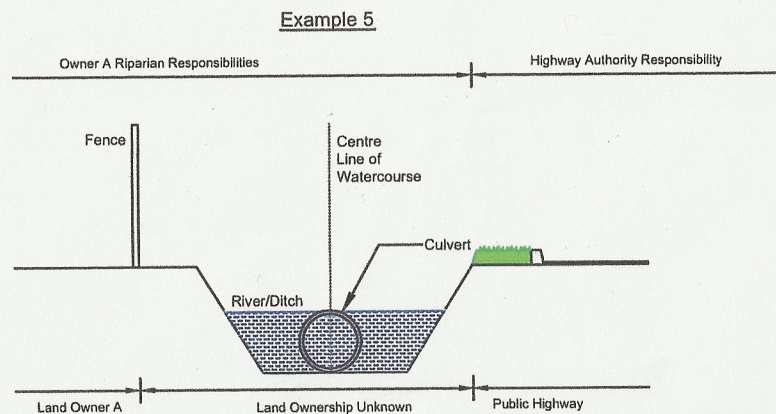 Example 5
Owner A Riparian Responsibilities
Highway Authority Responsibility
Fence
Centre
Line of
Watercourse
Culvert
River/Ditch
Land Owner A
Land Ownership Unknown
Public Highway